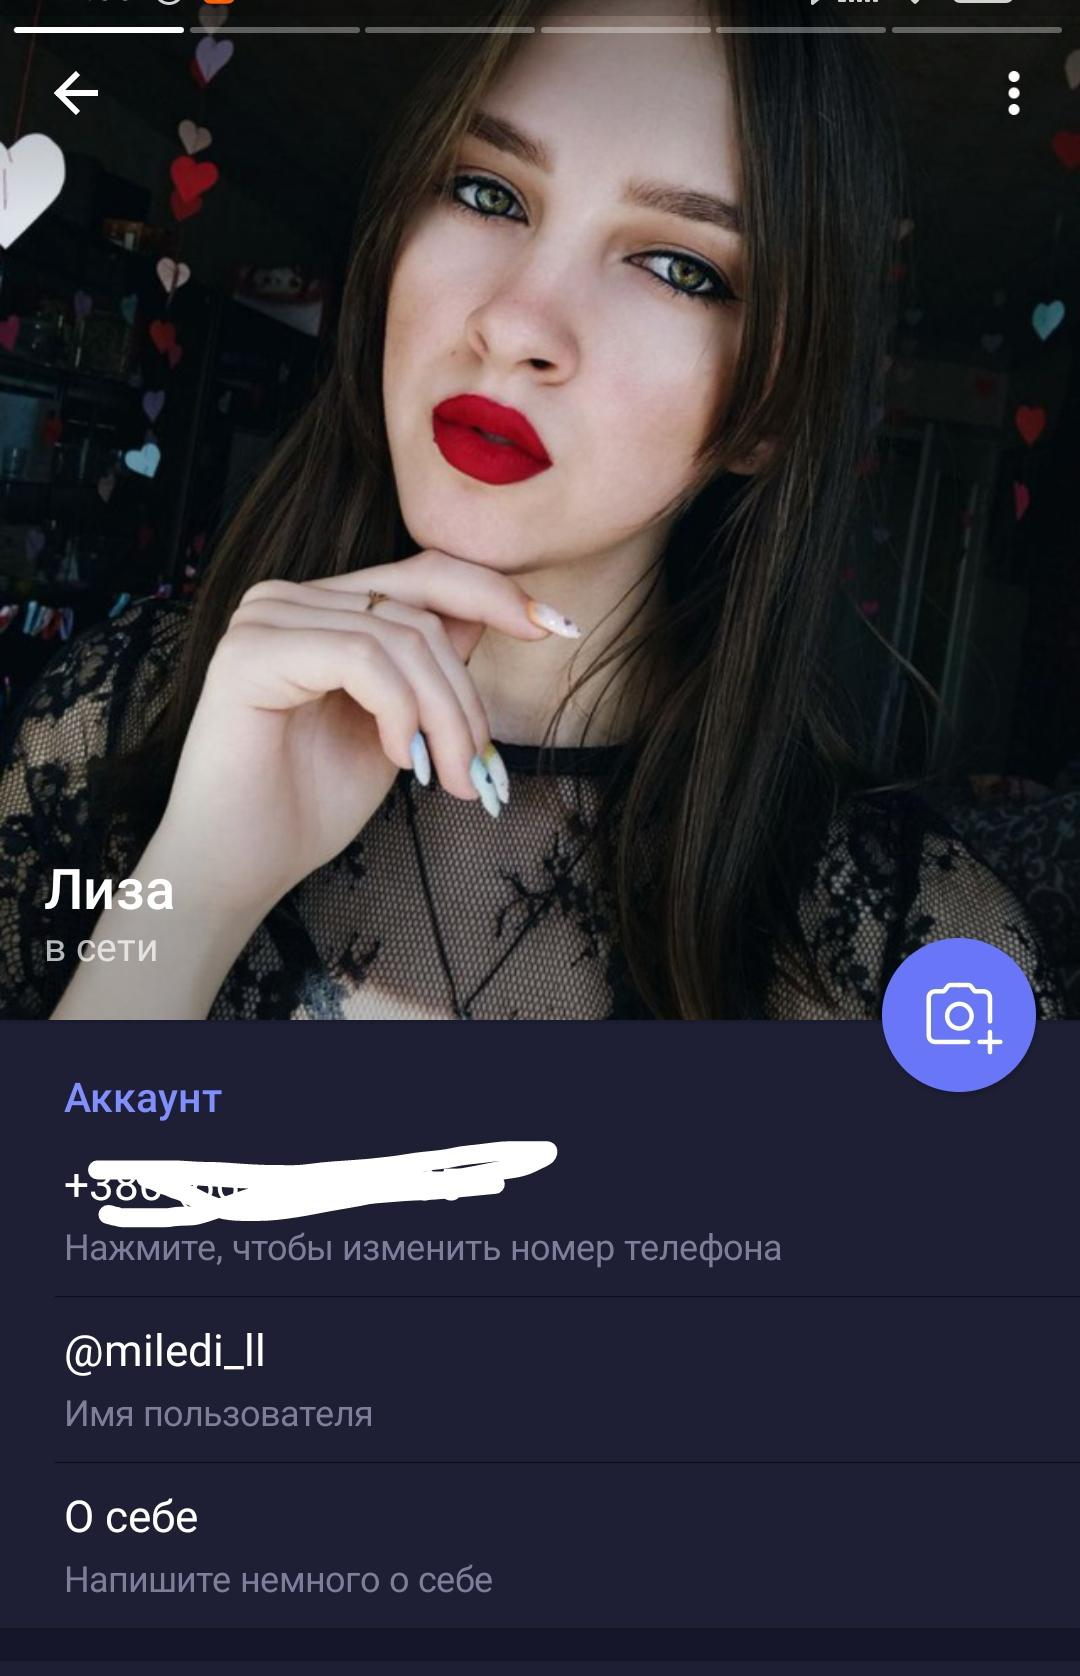 Лиза
в сети
Аккаунт
Нажмите, чтобы изменить номер телефона
@miledi_ll
Имя пользователя
О себе
Напишите немного о себе